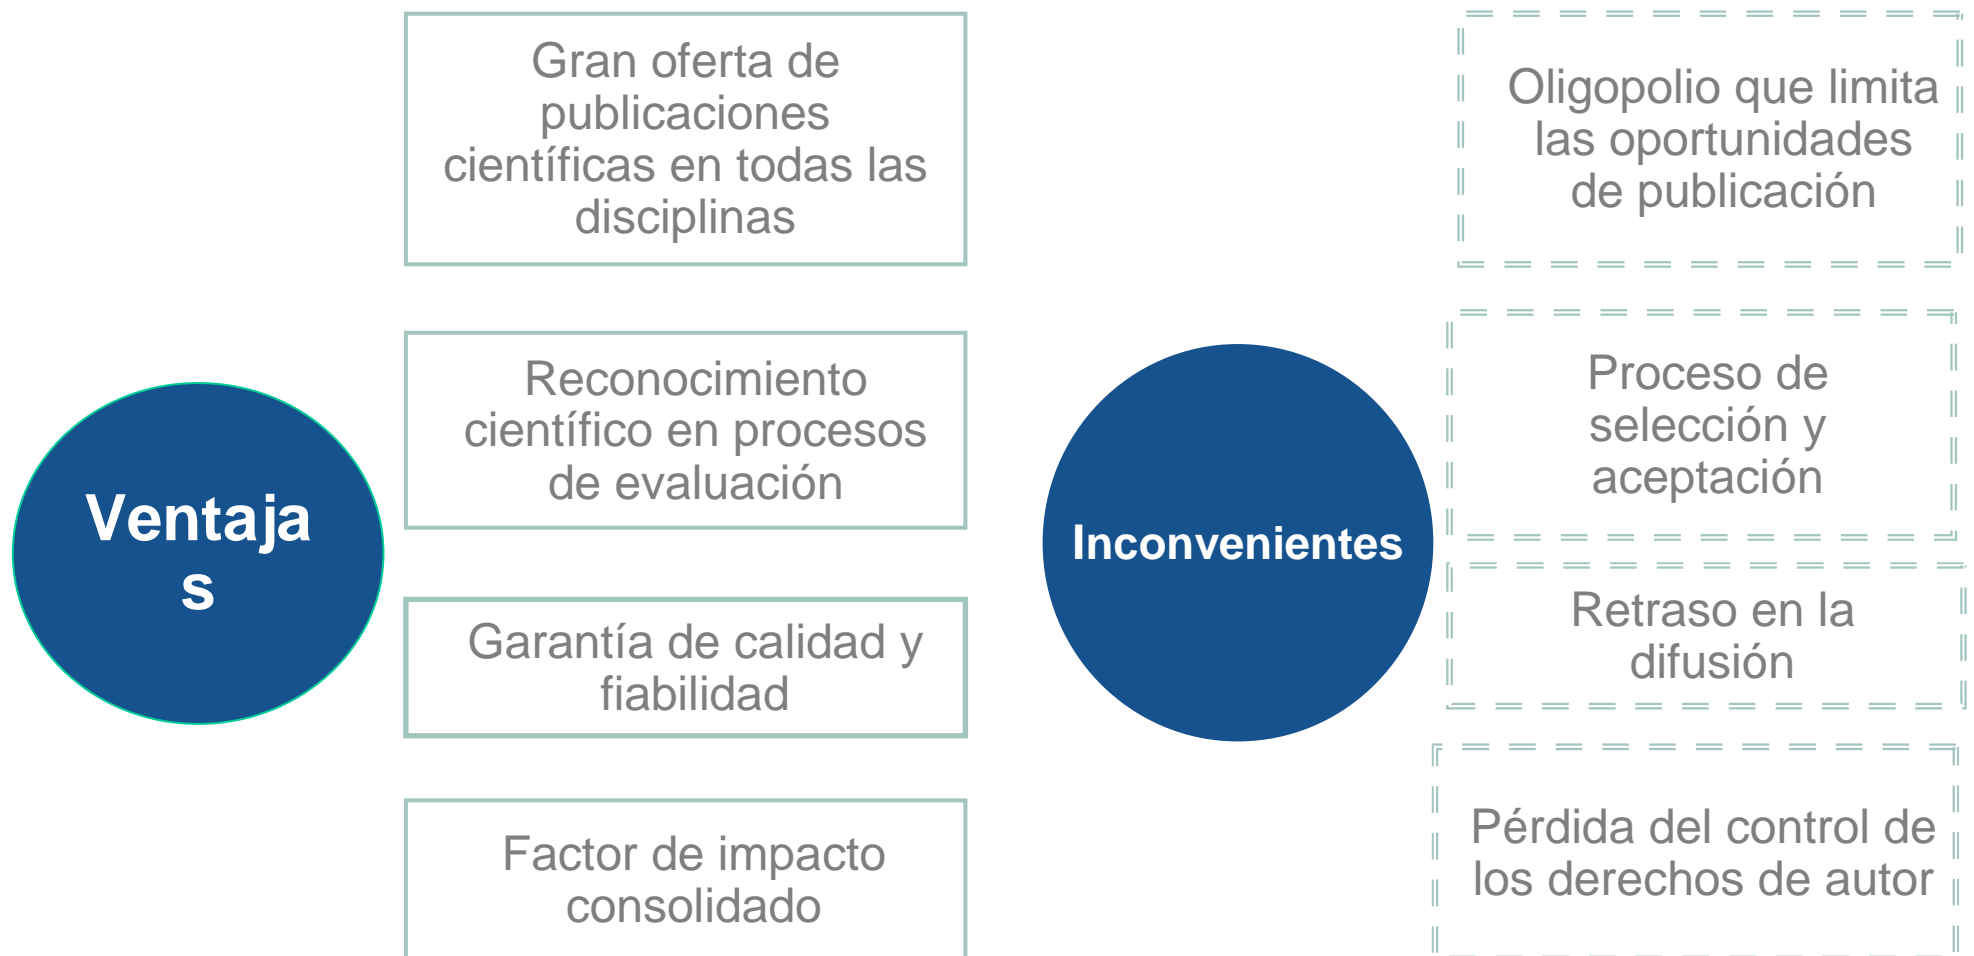 Ventaja
s
Gran oferta de
publicaciones
científicas en todas las
disciplinas
Reconocimiento
científico en procesos
de evaluación
Garantía de calidad y
fiabilidad
Factor de impacto
consolidado
Inconvenientes
Oligopolio que limita
las oportunidades
de publicación
Proceso de
selección y
aceptación
Retraso en la
difusión
Pérdida del control de
los derechos de autor